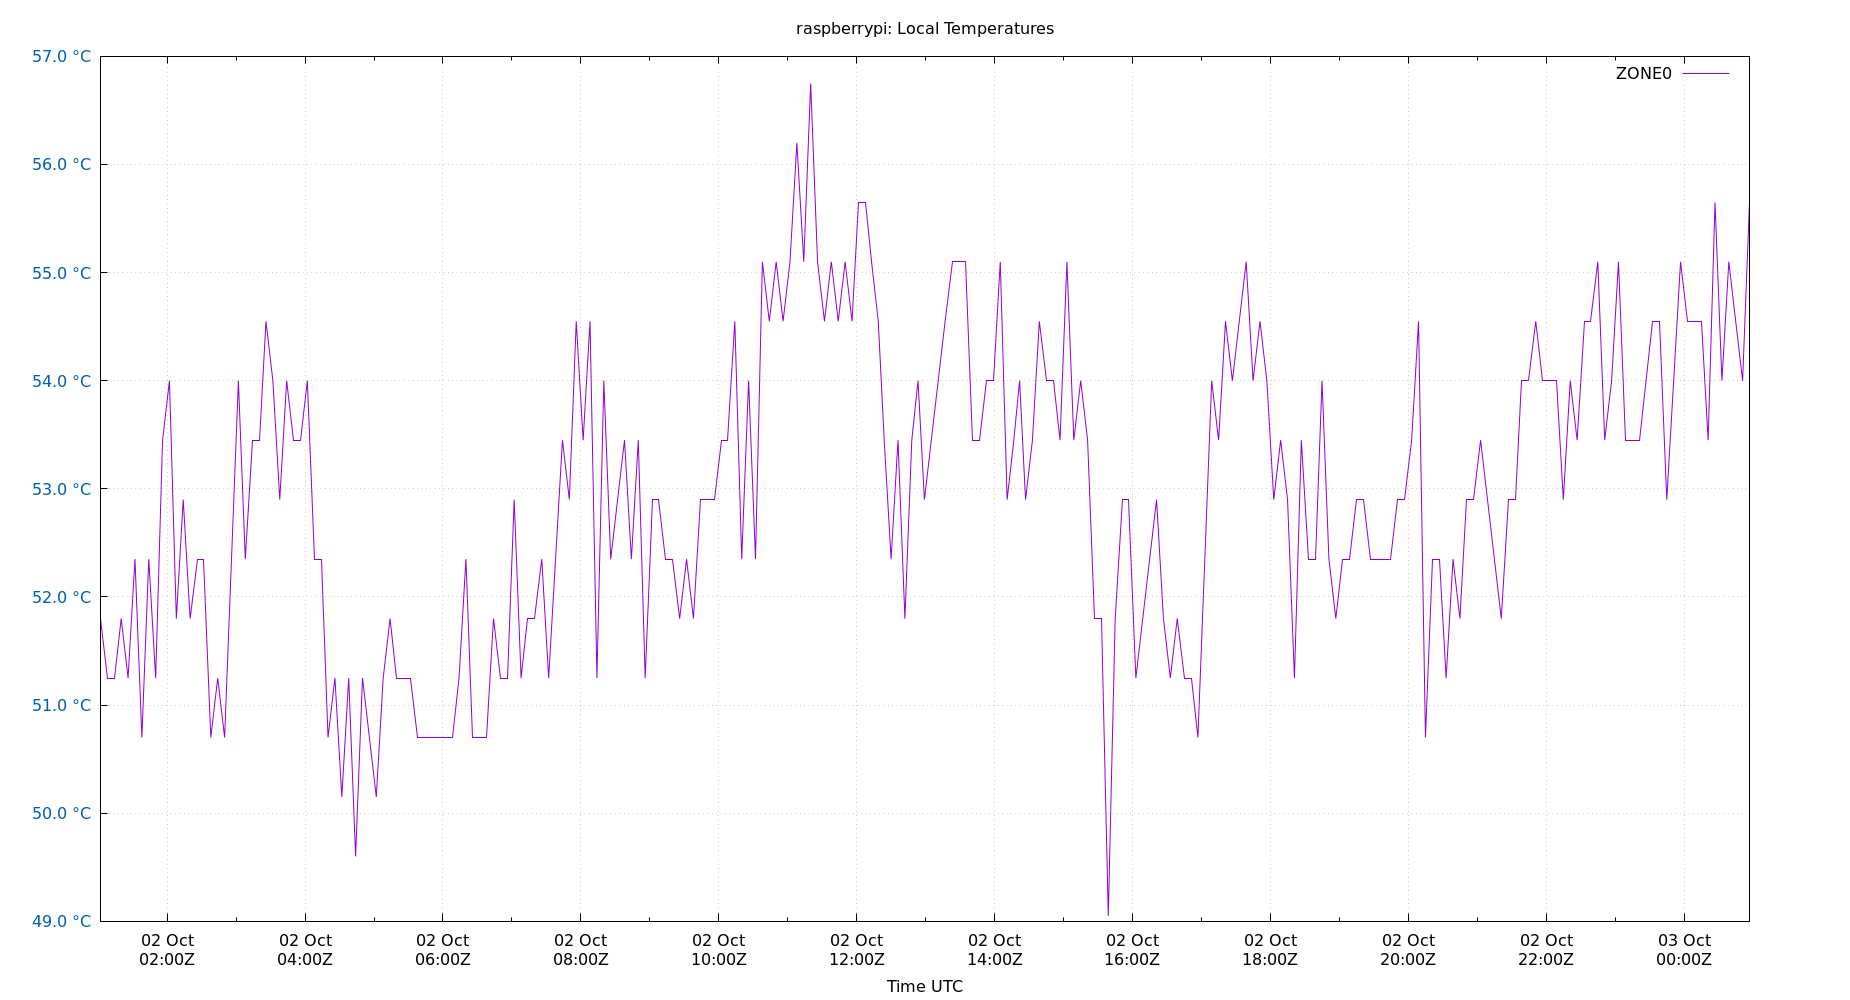 raspberrypi: Local Temperatures
57.0 °C
ZONE0
56.0 °C
55.0 °C
54.0 °C
53.0 °C
52.0 °C
51.0 °C
50.0 °C
49.0 °C
02 Oct 02 Oct 02 Oct 02 Oct 02 Oct 02 Oct 02 Oct 02 Oct 02 Oct 02 Oct 02 Oct 03 Oct
02:00Z 04:00Z 06:00Z 08:00Z 10:00Z 12:00Z 14:00Z 16:00Z 18:00Z 20:00Z 22:00Z 00:00Z
Time UTC